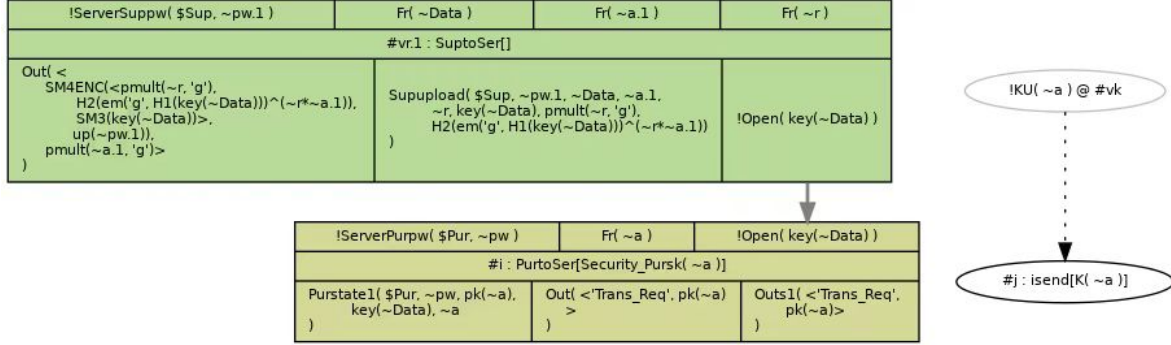 !ServerSuppw( $Sup, ~pw.1 )
Fr( ~Data )
Fr( ~a.1 )
Fr( ~r )
#vr.1 : SuptoSer[]
Out( <
SM4ENC(<pmult(~r, 'g'),
H2(em('g', H1(key(~Data)))^(~r*~a.1)),
SM3(key(~Data))>,
up(~pw.1)),
pmult(~a.1, 'g')>
)
Supupload( $Sup, ~pw.1, ~Data, ~a.1,
~r, key(~Data), pmult(~r, 'g'),
H2(em('g', H1(key(~Data)))^(~r*~a.1))
)
!Open( key(~Data) )
!KU( ~a ) @ #vk
!ServerPurpw( $Pur, ~pw )
Fr( ~a )
!Open( key(~Data) )
#i : PurtoSer[Security_Pursk( ~a )]
Purstate1( $Pur, ~pw, pk(~a),
key(~Data), ~a
)
Out( <'Trans_Req', pk(~a)
>
)
Outs1( <'Trans_Req',
pk(~a)>
)
#j : isend[K( ~a )]